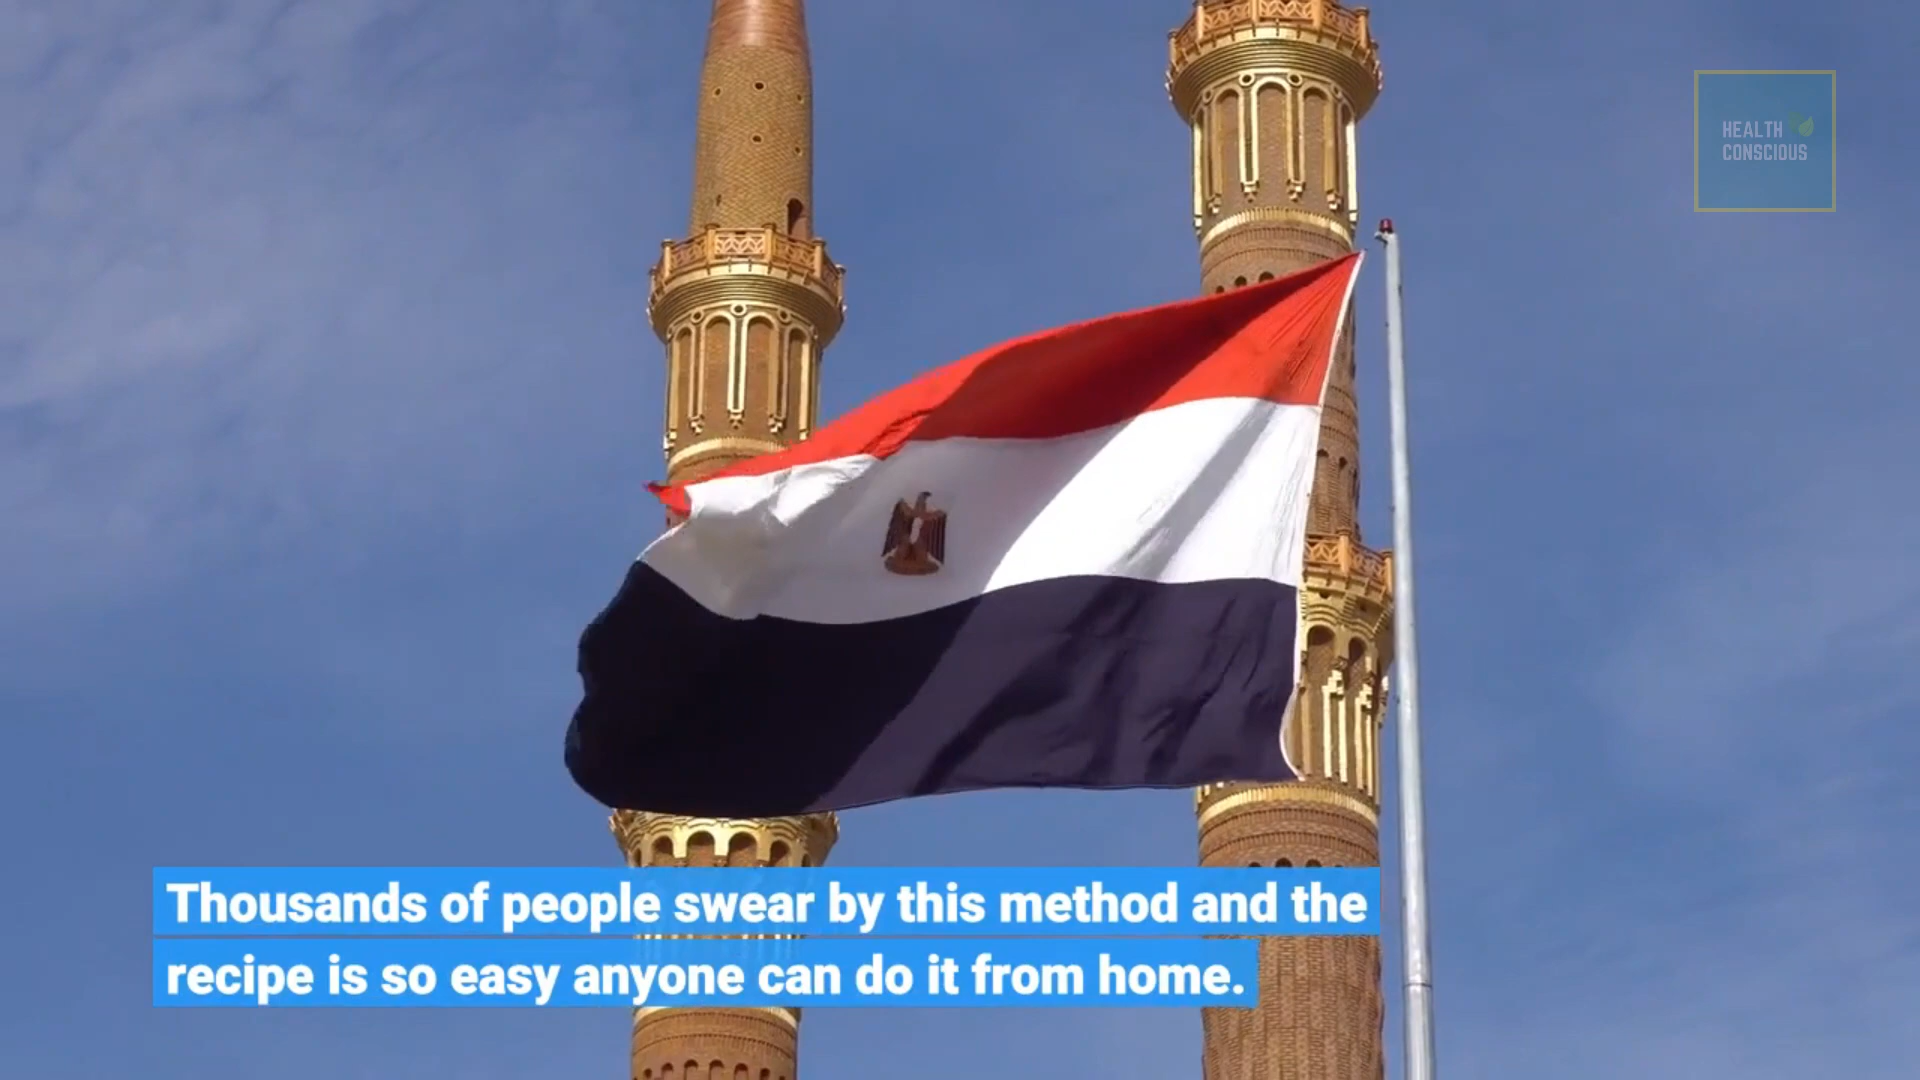 HEALTH
CONSCIOUS
Thousands of people swear by this method and the
recipe is so easy anyone can do it from home.